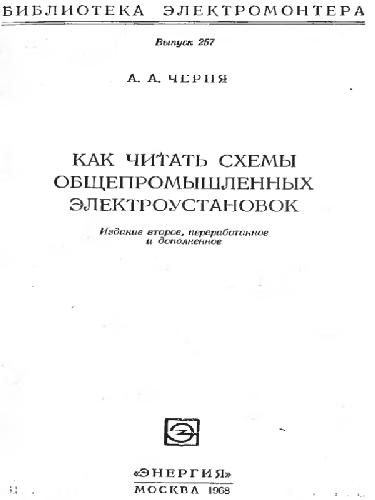 БИБЛИОТЕКА ЭЛЕКТРОМОНТЕРА
Выпуск 257
А. А. ЧЕРНЯ
КАК ЧИТАТЬ СХЕМЫ
ОБЩЕПРОМЫШЛЕННЫХ
ЭЛЕКТРОУСТАНОВОК
Издание второе, переработанное
и дополненное
«ЭНЕРГИЯ»
МОСКВА 1968